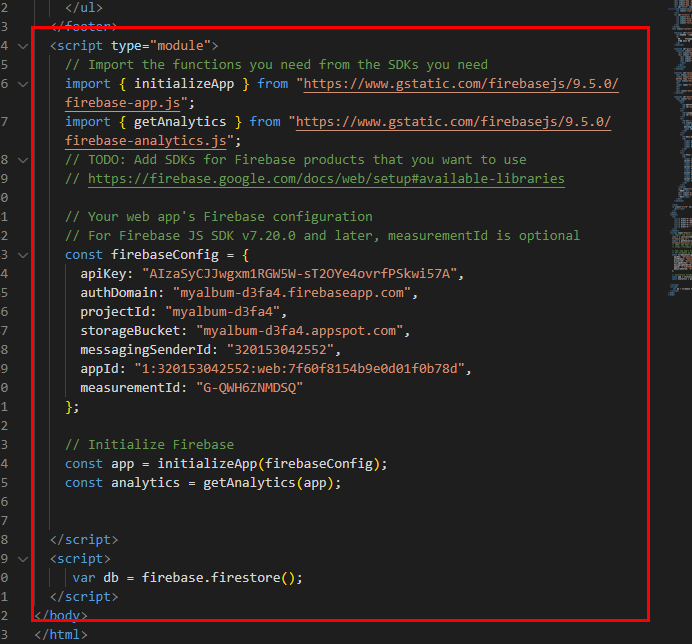 2 </ul>
3 </footer>
4 <script type="module">
5 // Import the functions you need from the SDKs you need
6 import { initializeApp } from "https://www.gstatic.com/firebasejs/9.5.0/
firebase-app.js";
7 import { getAnalytics } from "https://www.gstatic.com/firebasejs/9.5.0/
firebase-analytics.js";
8 // TODO: Add SDKs for Firebase products that you want to use
9 // https://firebase.google.com/docs/web/setup#available-libraries
0
1 // Your web app's Firebase configuration
2 // For Firebase JS SDK v7.20.0 and later, measurementId is optional
3 const firebaseConfig = {
4 apiKey: "AIzaSyCJJwgxm1RGW5W-sT2OYe4ovrfPSkwi57A",
5 authDomain: "myalbum-d3fa4.firebaseapp.com",
6 projectId: "myalbum-d3fa4",
7 storageBucket: "myalbum-d3fa4.appspot.com",
8 messagingSenderId: "320153042552",
9 appId: "1:320153042552:web:7f60f8154b9e0d01f0b78d",
0 measurementId: "G-QWH6ZNMDSQ"
1 };
2
3 // Initialize Firebase
4 const app = initializeApp(firebaseConfig);
5 const analytics = getAnalytics(app);
6
7
8 </script>
9 <script>
0 var db = firebase.firestore();
1 </script>
2 </body>
3 </html>